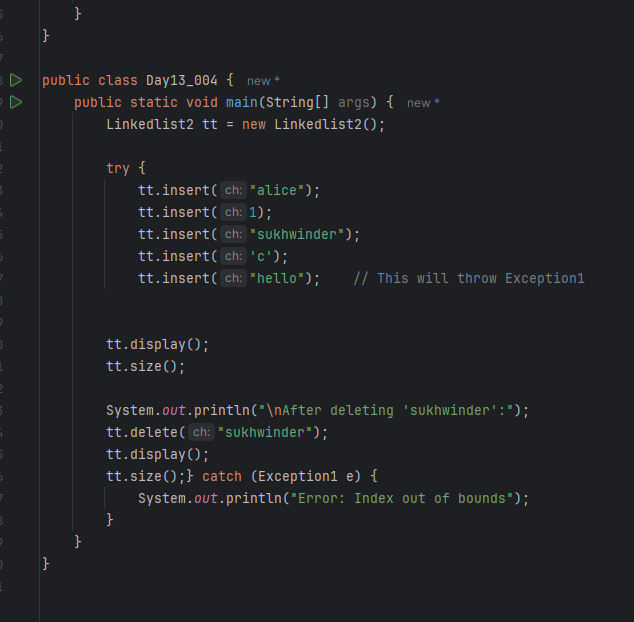 }
}
public class Day13_004 { new *
public static void main(String[] args) { new *
Linkedlist2 tt = new Linkedlist2();
try {
tt.insert( ch: "alice");
tt.insert( ch: 1);
tt.insert( ch: "sukhwinder");
tt.insert( ch: 'c');
tt.insert( ch: "hello"); // This will throw Exception1
tt.display();
tt.size();
System.out.println("\nAfter deleting 'sukhwinder':");
tt.delete( ch: "sukhwinder");
tt.display();
tt.size();} catch (Exception1 e) {
System.out.println("Error: Index out of bounds");
}
}
}